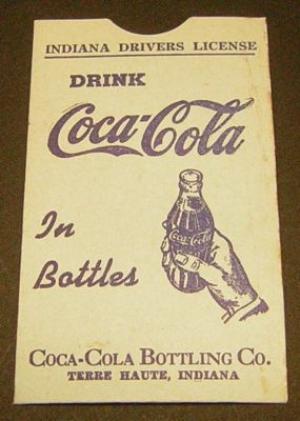 INDIANA DRIVERS LICENSE
DRINK
Coca-Cola
In
Bottles
Coca-Cola
COCA-COLA BOTTLING CO.
TERRE HAUTE, INDIANA